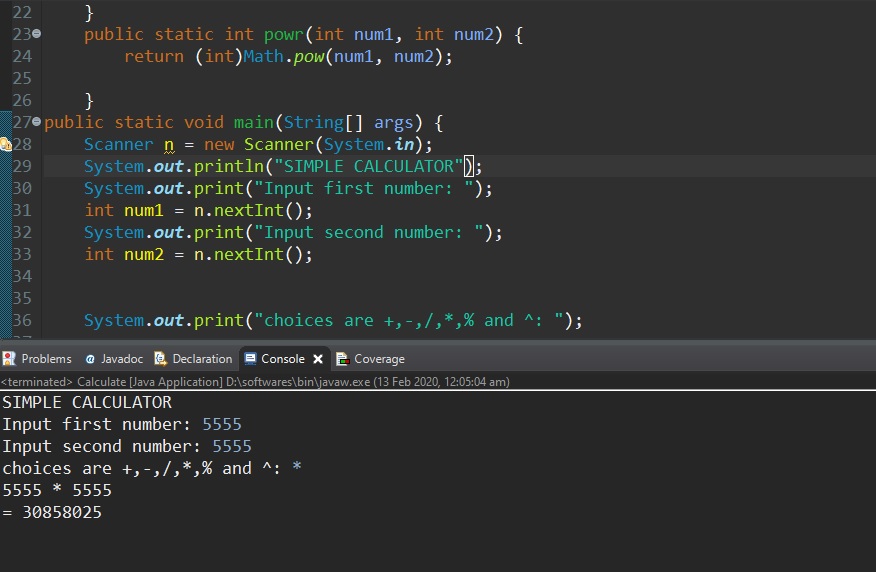 22 }
23 public static int powr(int num1, int num2) {
24 return (int)Math.pow(num1, num2);
25
26 }
27 public static void main(String[] args) {
28 Scanner n = new Scanner(System.in);
29 System.out.println("SIMPLE CALCULATOR");
30 System.out.print("Input first number: ");
31 int num1 = n.nextInt();
32 System.out.print("Input second number: ");
33 int num2 = n.nextInt();
34
35
36 System.out.print("choices are +,-,/,*,% and ^: ");
Problems @ Javadoc Declaration Console Coverage
<terminated> Calculate [Java Application] D:\softwares\bin\javaw.exe (13 Feb 2020, 12:05:04 am)
SIMPLE CALCULATOR
Input first number: 5555
Input second number: 5555
choices are +,-,/,*,% and ^: *
5555 * 5555
= 30858025